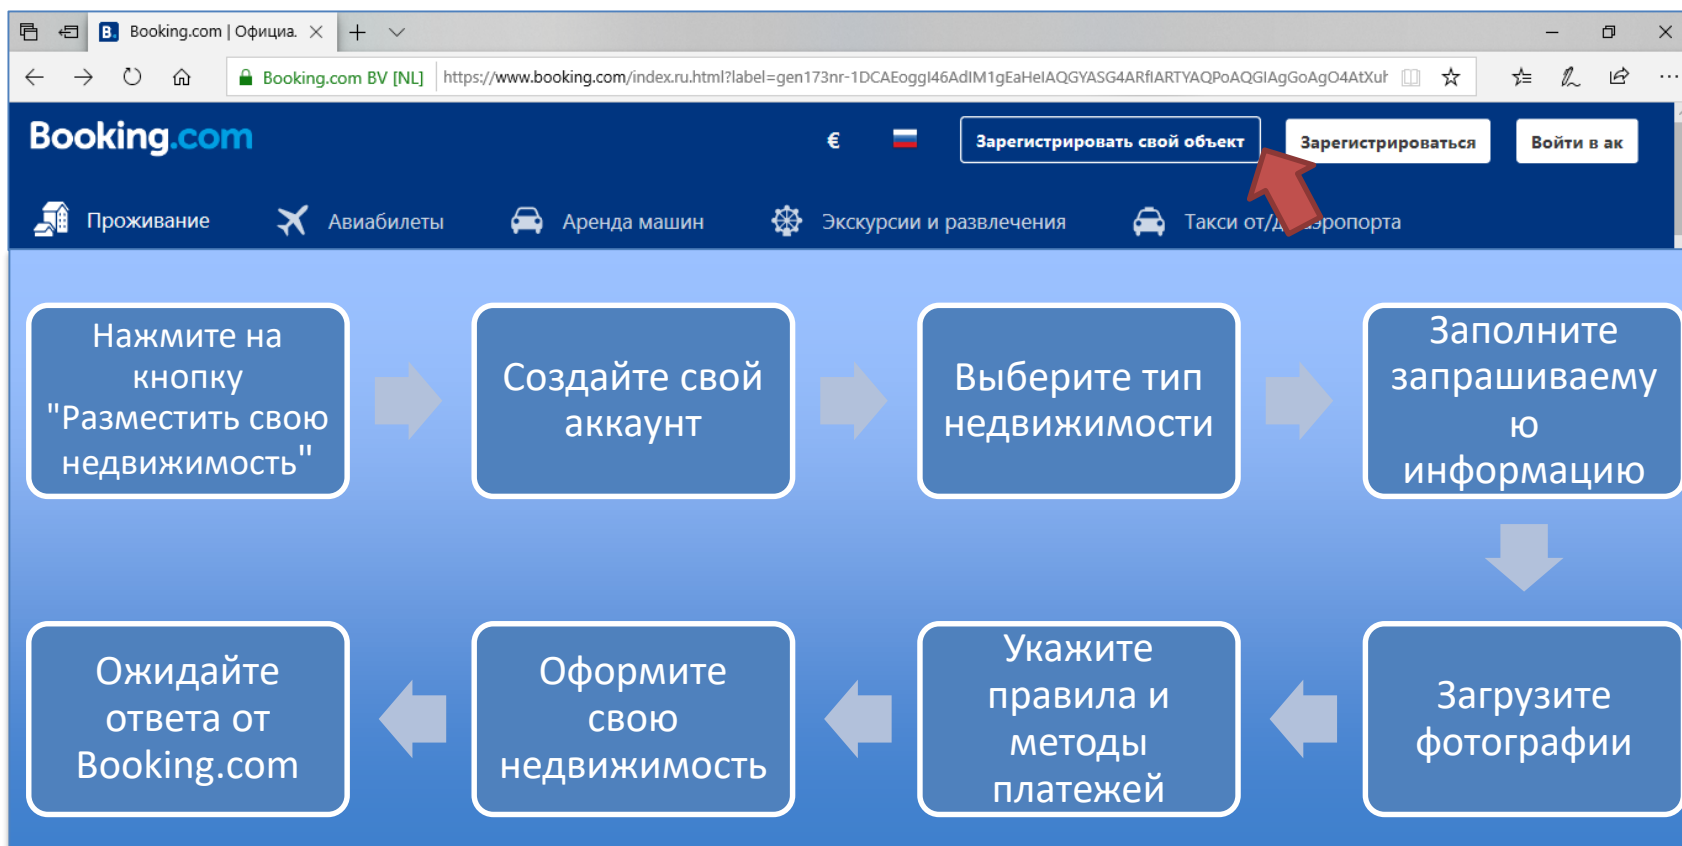 Booking.com | Официа.
Booking.com BV [NL] https://www.booking.com/index.ru.html?label=gen173nr-1DCAEoggI46AdIM1gEaHeIAQGYASG4ARfIARTYAQPoAQGIAgGoAgO4AtXuh
Booking.com € Зарегистрировать свой объект Зарегистрироваться Войти в ак
Проживание Авиабилеты Аренда машин Экскурсии и развлечения Такси от/д аэропорта
Нажмите на
кнопку
"Разместить свою
недвижимость"
Создайте свой
аккаунт
Выберите тип
недвижимости
Заполните
запрашиваему
ю
информацию
Загрузите
фотографии
Укажите
правила и
методы
платежей
Оформите
свою
недвижимость
Ожидайте
ответа от
Booking.com